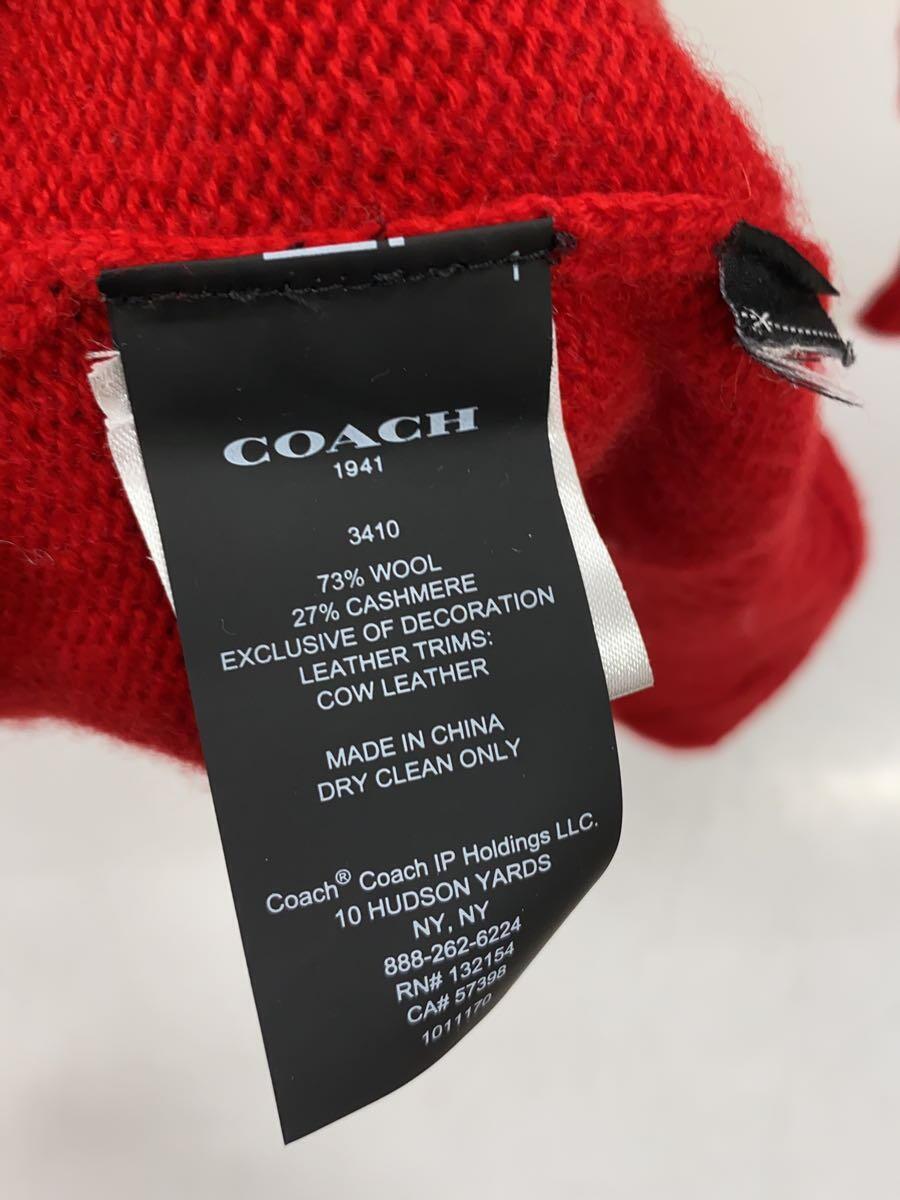 COACH
1941
3410
73% WOOL
27% CASHMERE
EXCLUSIVE OF DECORATION
LEATHER TRIMS:
COW LEATHER
MADE IN CHINA
DRY CLEAN ONLY
Coach® Coach IP Holdings LLC.
10 HUDSON YARDS
NY, NY
888-262-6224
RN# 132154
CA# 57398
1011170